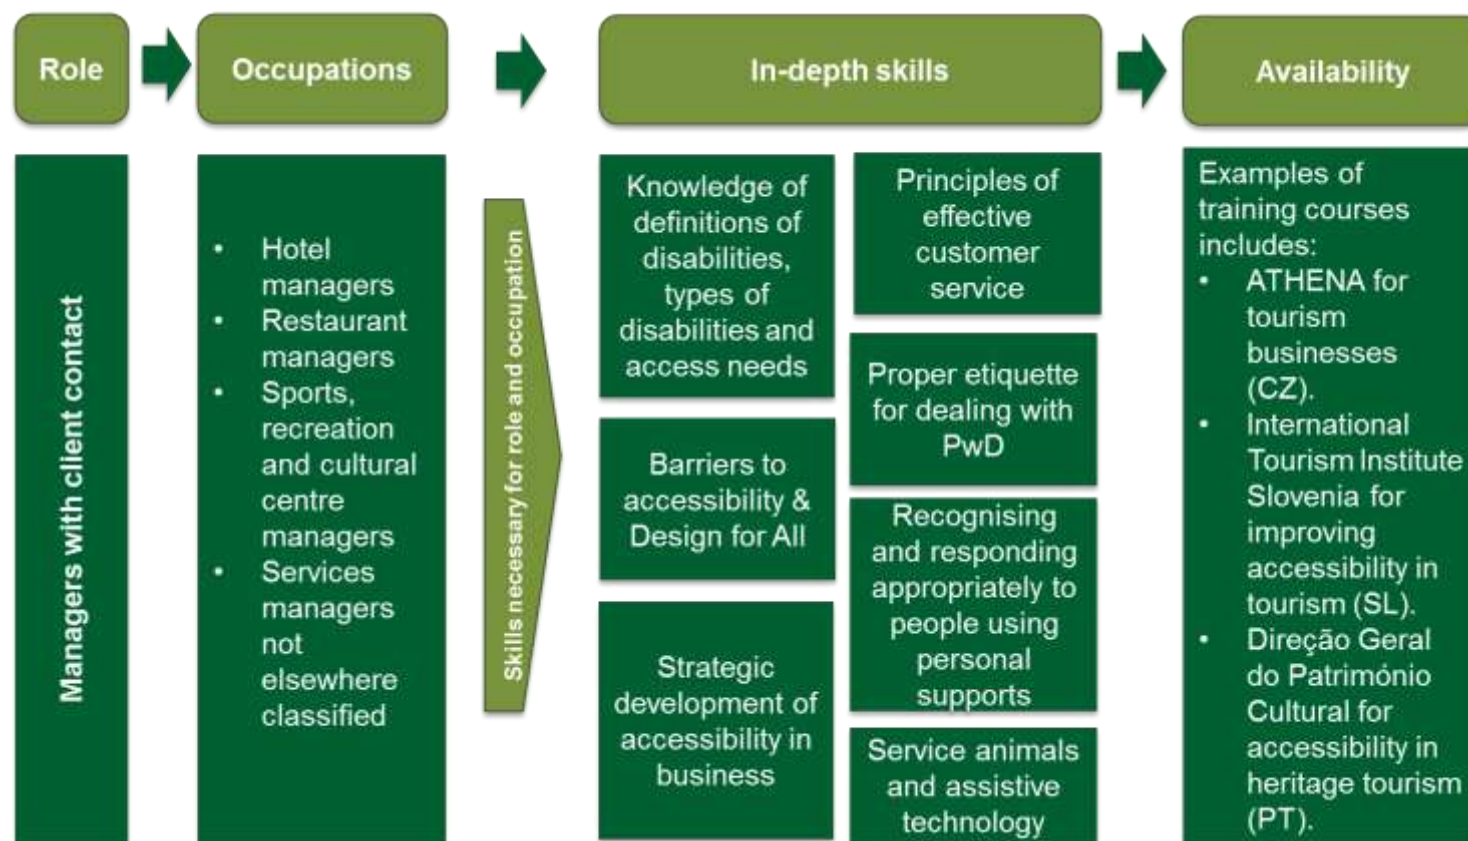 Role
Occupations
In-depth skills
Availability
Managers with client contact
• Hotel
managers
• Restaurant
managers
• Sports,
recreation
and cultural
centre
managers
• Services
managers
not
elsewhere
classified
Skills necessary for role and occupation
Knowledge of
definitions of
disabilities,
types of
disabilities and
access needs
Barriers to
accessibility &
Design for All
Strategic
development of
accessibility in
business
Principles of
effective
customer
service
Proper etiquette
for dealing with
PwD
Recognising
and responding
appropriately to
people using
personal
supports
Service animals
and assistive
technology
Examples of
training courses
includes:
• ATHENA for
tourism
businesses
(CZ).
• International
Tourism Institute
Slovenia for
improving
accessibility in
tourism (SL).
• Direção Geral
do Património
Cultural for
accessibility in
heritage tourism
(PT).